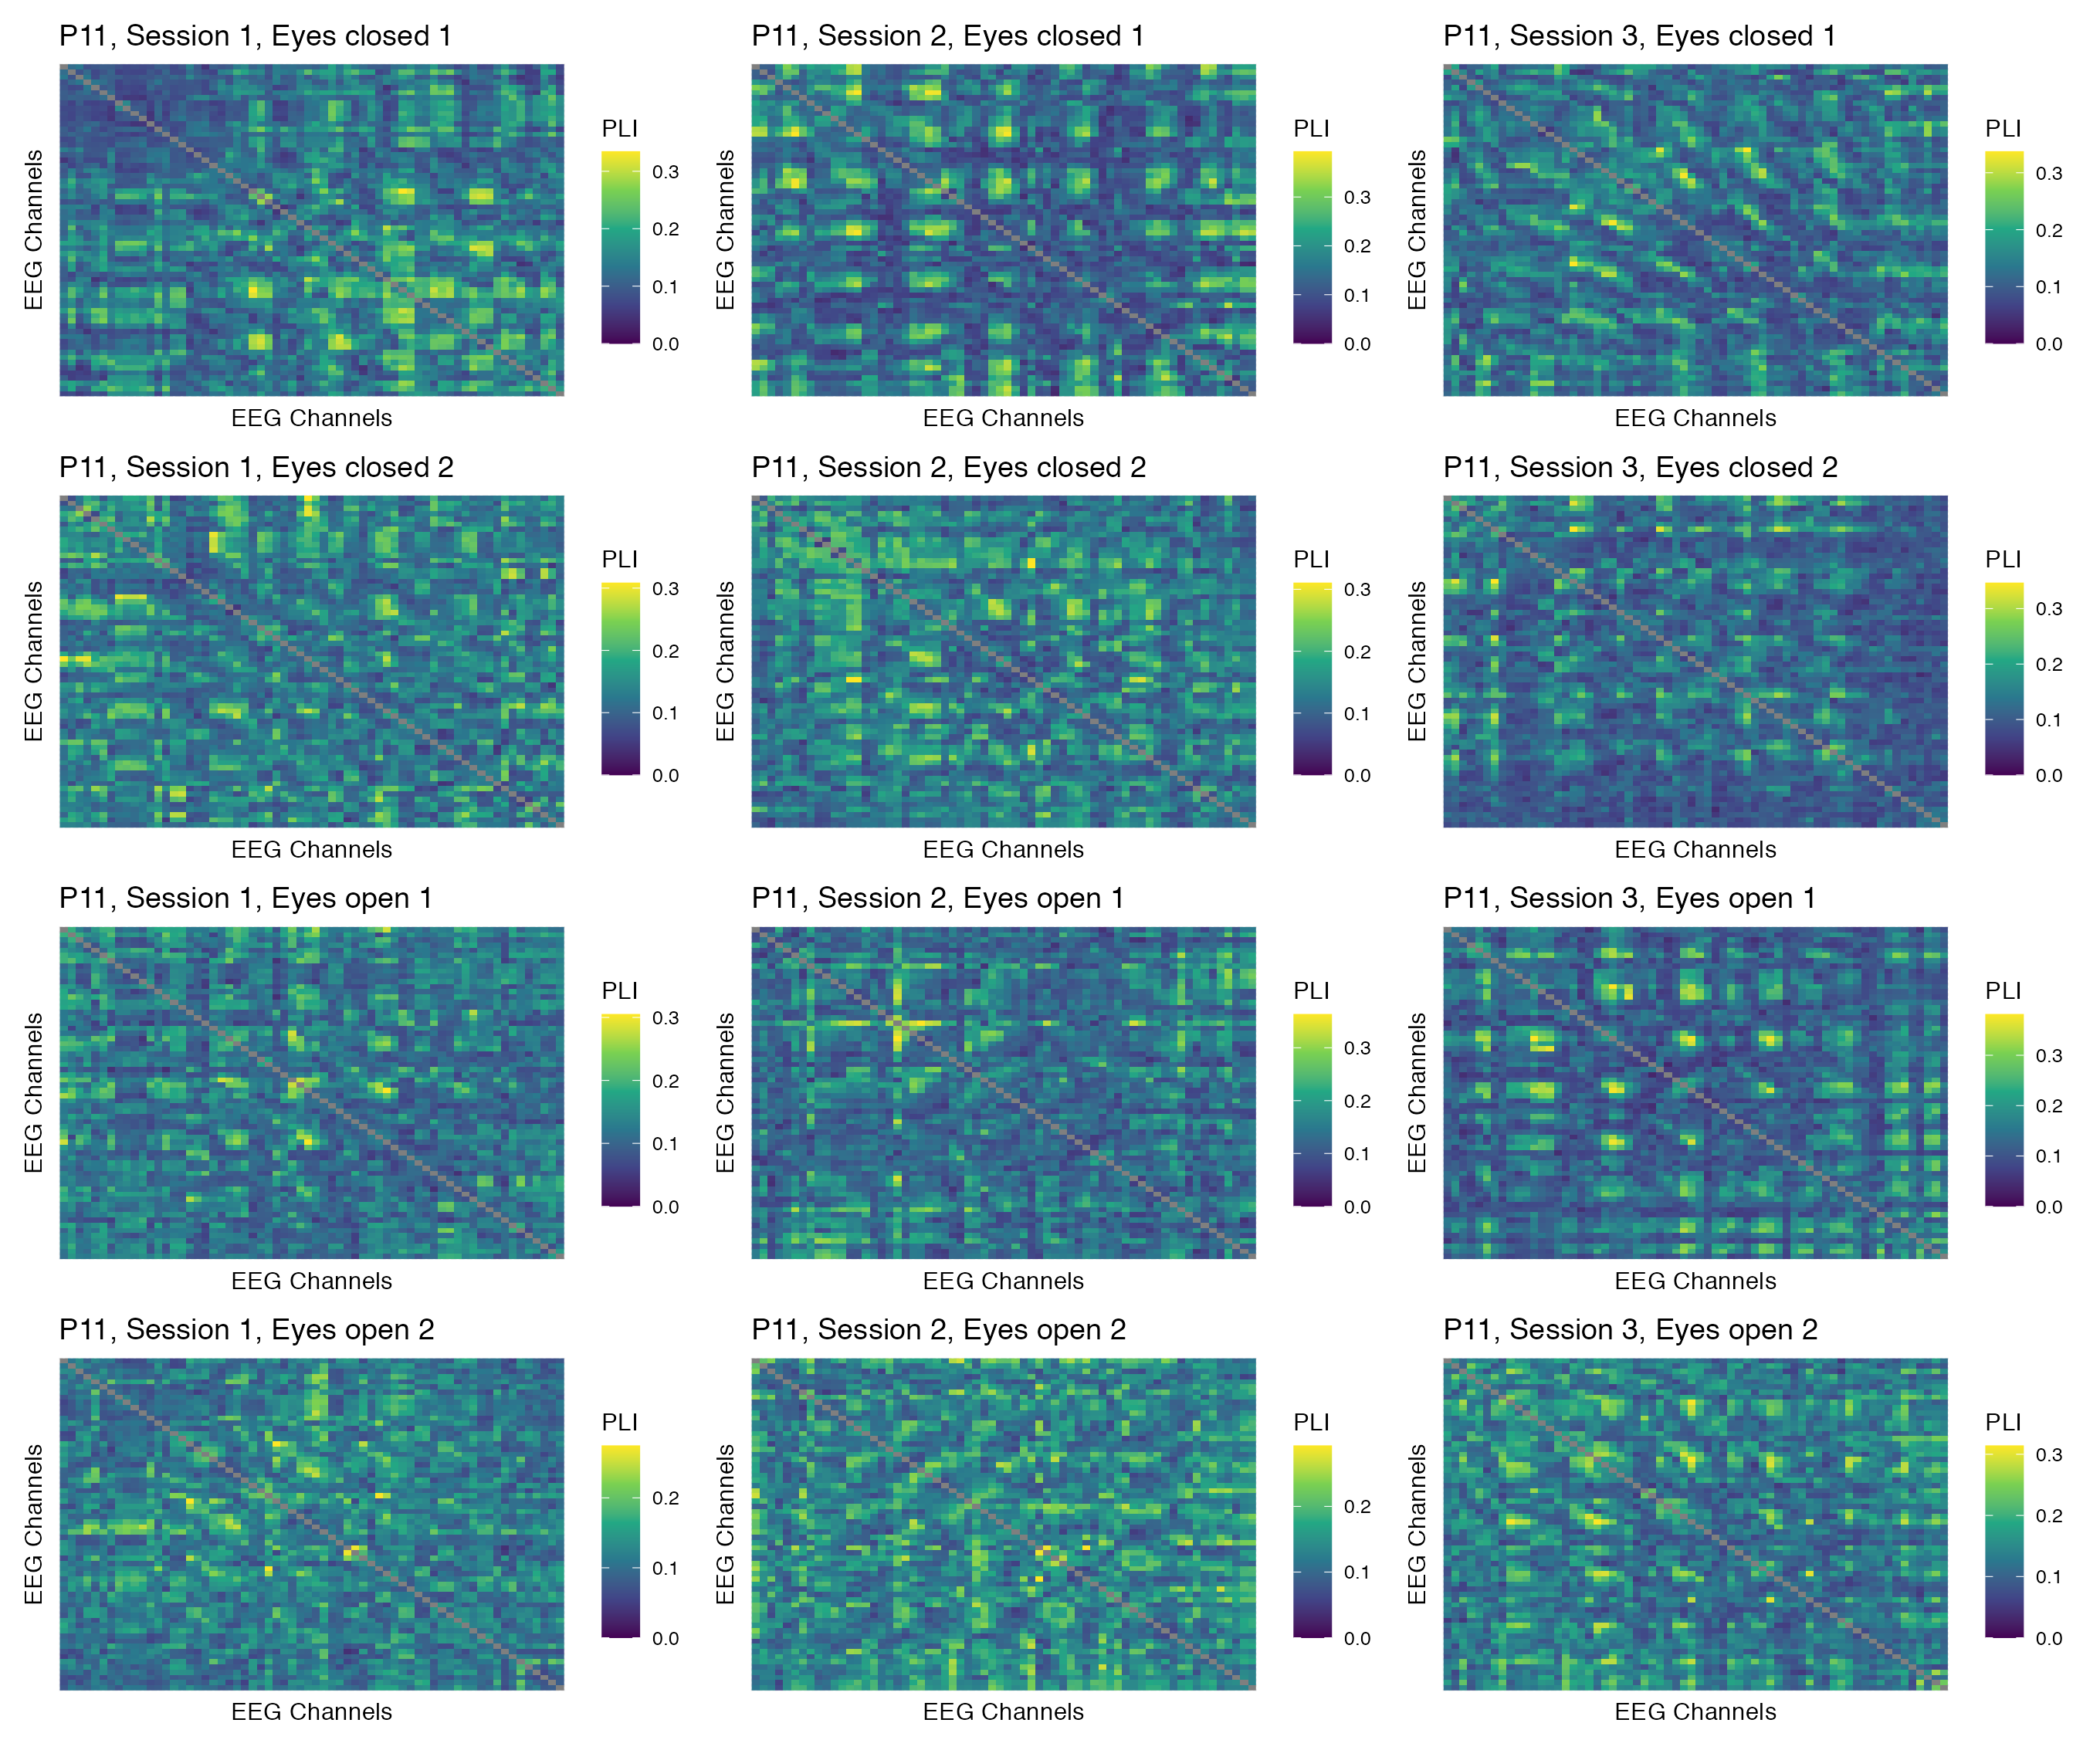 P11, Session 1, Eyes closed 1
P11, Session 2, Eyes closed 1
P11, Session 3, Eyes closed 1
EEG Channels
EEG Channels
PLI
0.3
0.2
0.1
0.0
EEG Channels
EEG Channels
PLI
0.3
0.2
0.1
0.0
EEG Channels
EEG Channels
PLI
0.3
0.2
0.1
0.0
P11, Session 1, Eyes closed 2
P11, Session 2, Eyes closed 2
P11, Session 3, Eyes closed 2
EEG Channels
EEG Channels
PLI
0.3
0.2
0.1
0.0
EEG Channels
EEG Channels
PLI
0.3
0.2
0.1
0.0
EEG Channels
EEG Channels
PLI
0.3
0.2
0.1
0.0
P11, Session 1, Eyes open 1
P11, Session 2, Eyes open 1
P11, Session 3, Eyes open 1
EEG Channels
EEG Channels
PLI
0.3
0.2
0.1
0.0
EEG Channels
EEG Channels
PLI
0.3
0.2
0.1
0.0
EEG Channels
EEG Channels
PLI
0.3
0.2
0.1
0.0
P11, Session 1, Eyes open 2
P11, Session 2, Eyes open 2
P11, Session 3, Eyes open 2
EEG Channels
EEG Channels
PLI
0.2
0.1
0.0
EEG Channels
EEG Channels
PLI
0.2
0.1
0.0
EEG Channels
EEG Channels
PLI
0.3
0.2
0.1
0.0